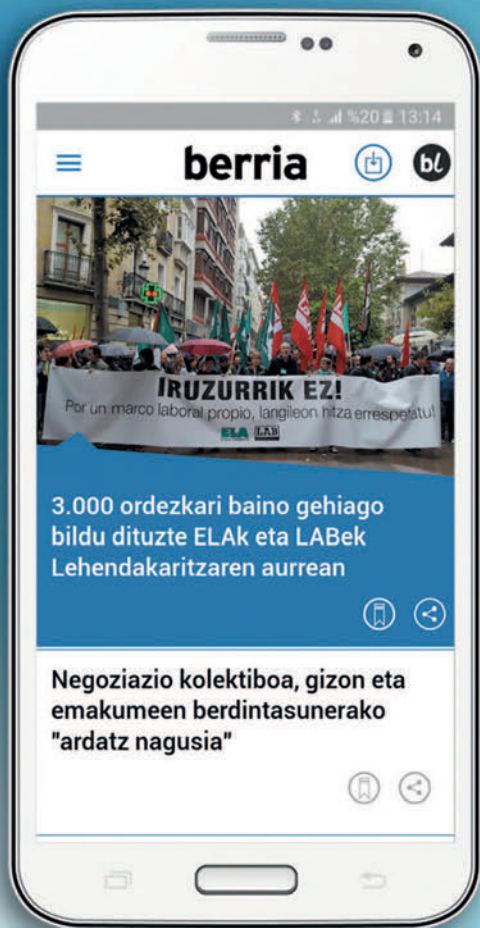 %20 13:14
berria
bl
IRUZURRIK EZ!
Por un marco laboral propio, langileon hitza errespetatu!
ELA LAB
3.000 ordezkari baino gehiago
bildu dituzte ELAk eta LABek
Lehendakaritzaren aurrean
Negoziazio kolektiboa, gizon eta
emakumeen berdintasunerako
"ardatz nagusia"